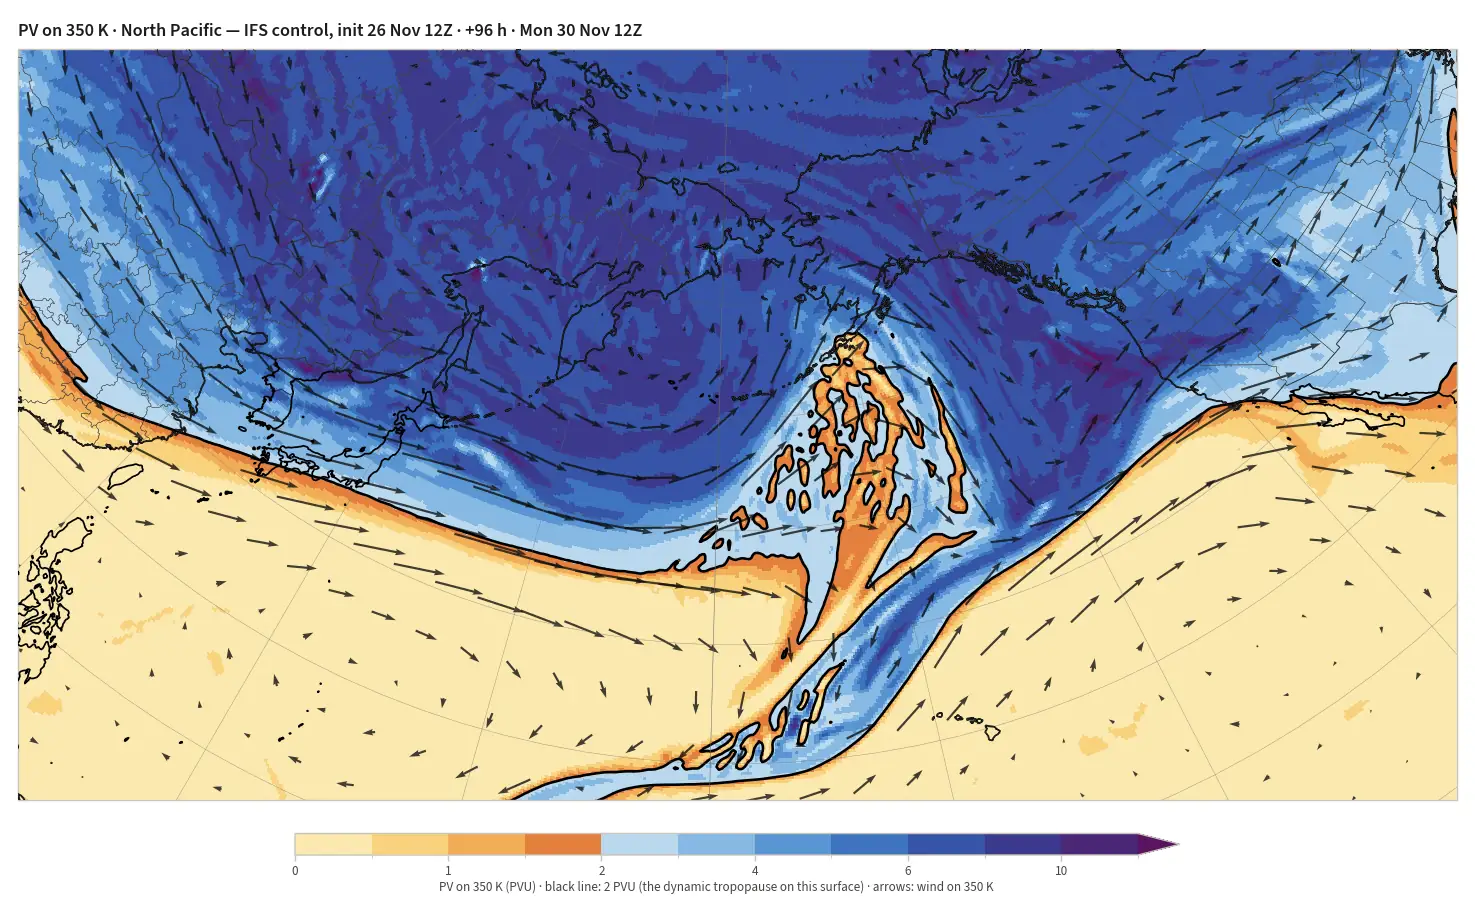 PV on 350 K · North Pacific — IFS control, init 26 Nov 12Z · +96 h · Mon 30 Nov 12Z
0 1 2 4 6 10
PV on 350 K (PVU) · black line: 2 PVU (the dynamic tropopause on this surface) · arrows: wind on 350 K